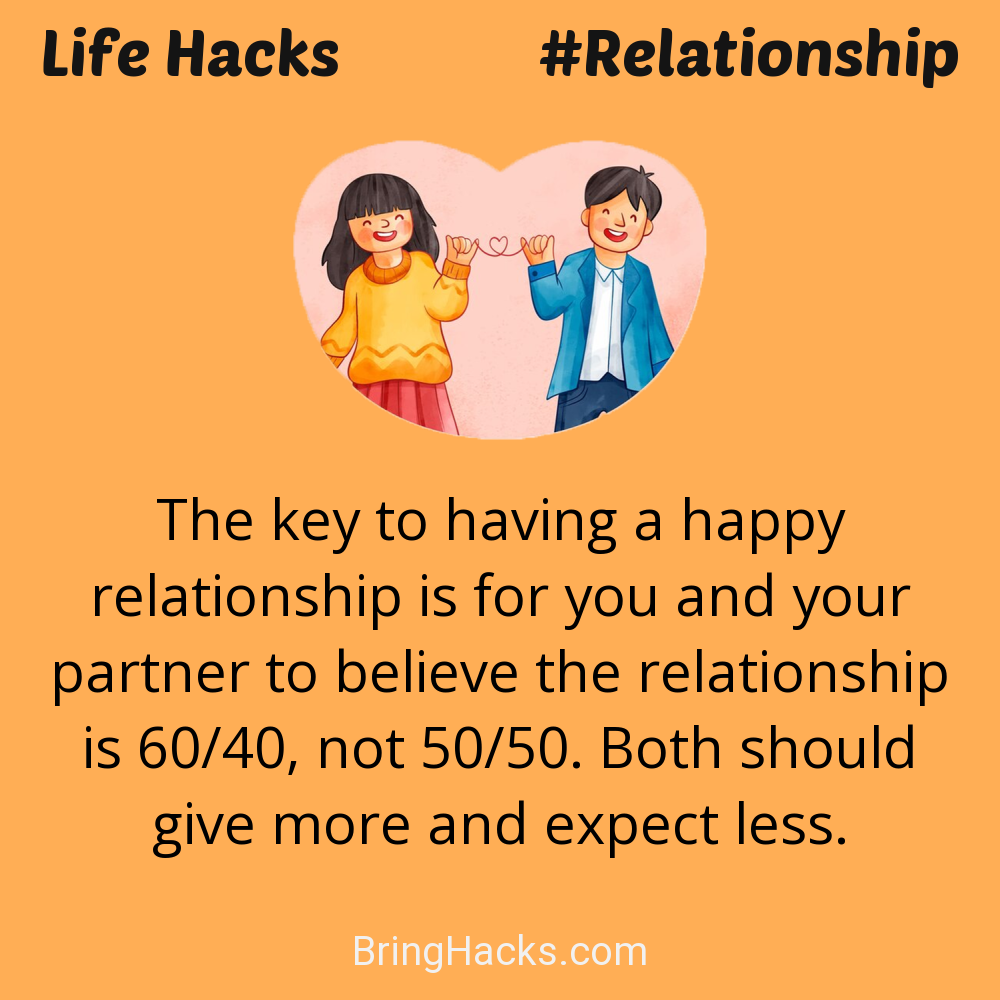 Life Hacks
#Relationship
The key to having a happy
relationship is for you and your
partner to believe the relationship
is 60/40, not 50/50. Both should
give more and expect less.
BringHacks.com